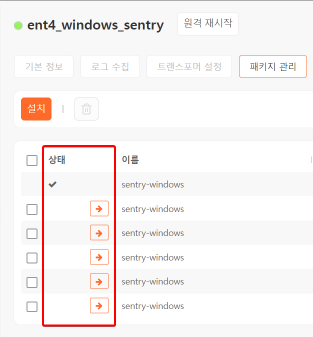 ent4_windows_sentry
원격 재시작
기본 정보
로그 수집
트랜스포머 설정
패키지 관리
설치
상태
이름
sentry-windows
sentry-windows
sentry-windows
sentry-windows
sentry-windows
sentry-windows